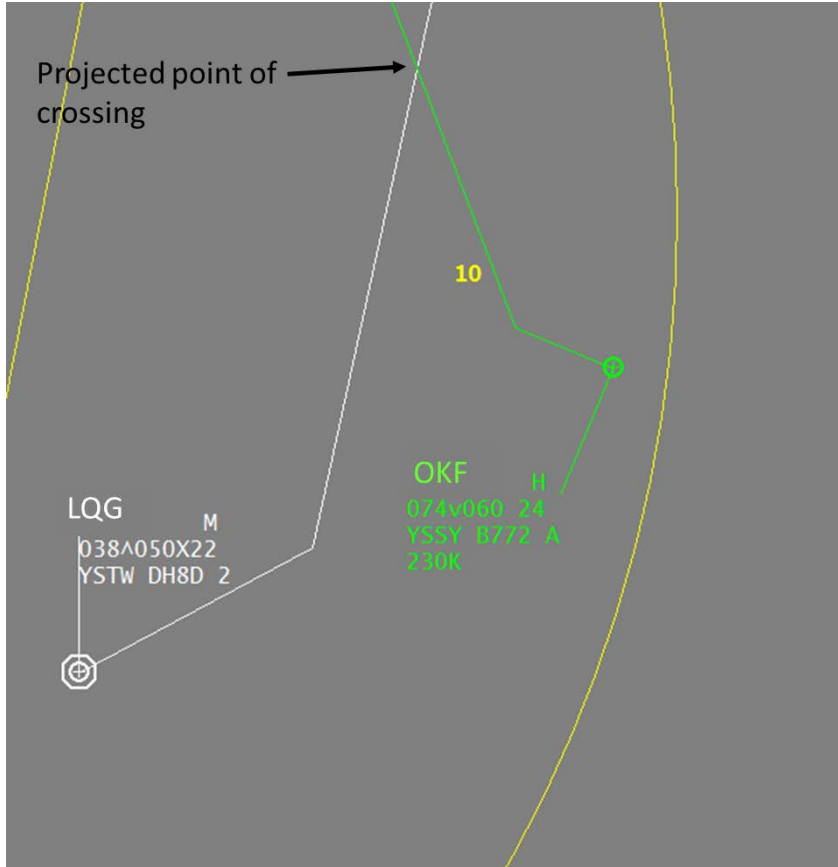 Projected point of
crossing
10
OKF
H
074v060 24
YSSY B772 A
230K
LQG
M
038^050X22
YSTW DH8D 2